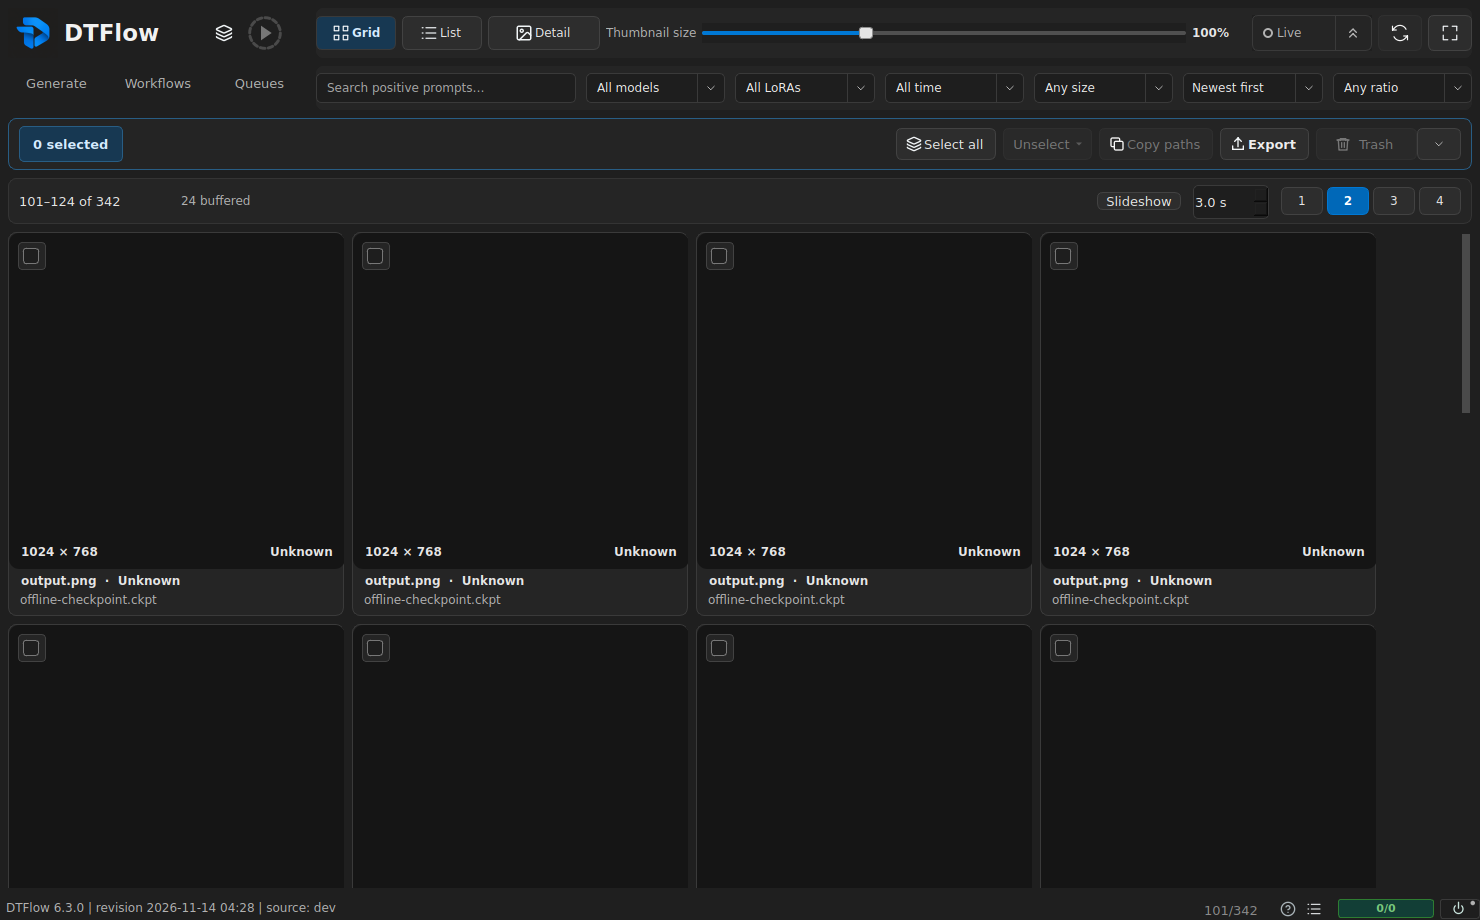 DTFlow
Grid
List
Detail
Thumbnail size
100%
Live
Generate
Workflows
Queues
Search positive prompts...
All models
All LoRAs
All time
Any size
Newest first
Any ratio
0 selected
Select all
Unselect
Copy paths
Export
Trash
101–124 of 342
24 buffered
Slideshow
3.0 s
1
2
3
4
1024 × 768 Unknown
output.png · Unknown
offline-checkpoint.ckpt
1024 × 768 Unknown
output.png · Unknown
offline-checkpoint.ckpt
1024 × 768 Unknown
output.png · Unknown
offline-checkpoint.ckpt
1024 × 768 Unknown
output.png · Unknown
offline-checkpoint.ckpt
DTFlow 6.3.0 | revision 2026-11-14 04:28 | source: dev
101/342
0/0